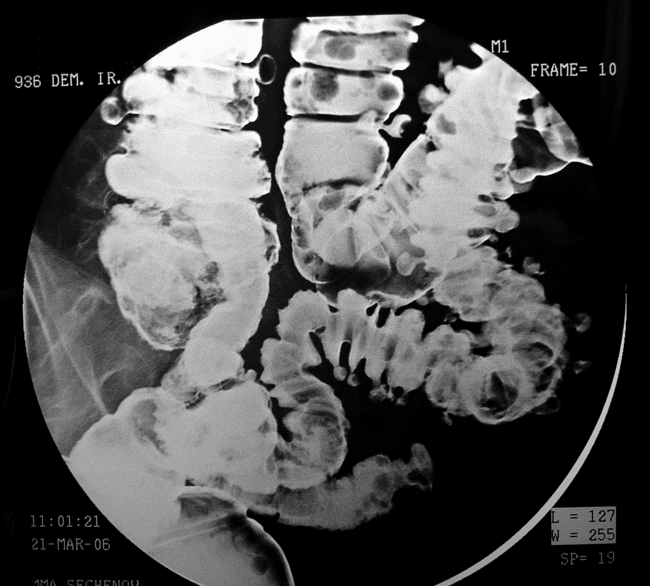 M1
936 DEM. IR.
FRAME= 10
11:01:21
21-MAR-06
L = 127
W = 255
SP= 19